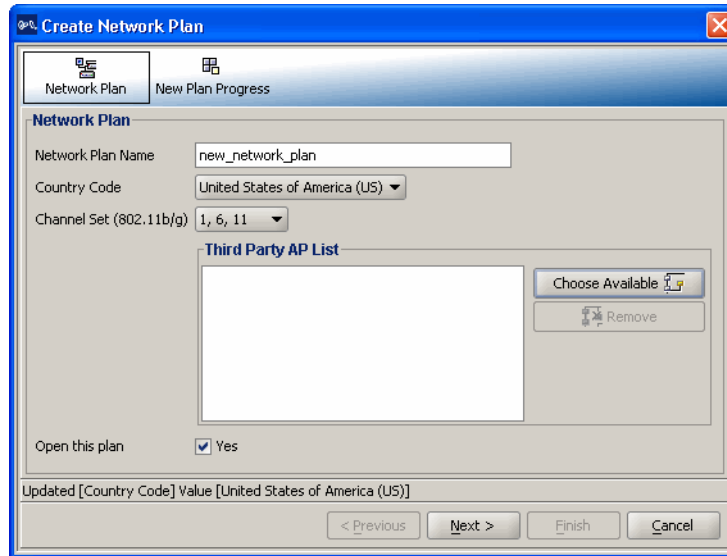 Create Network Plan
Network Plan New Plan Progress
Network Plan
Network Plan Name new_network_plan
Country Code United States of America (US)
Channel Set (802.11b/g) 1, 6, 11
Third Party AP List
Choose Available
Remove
Open this plan Yes
Updated [Country Code] Value [United States of America (US)]
< Previous Next > Finish Cancel